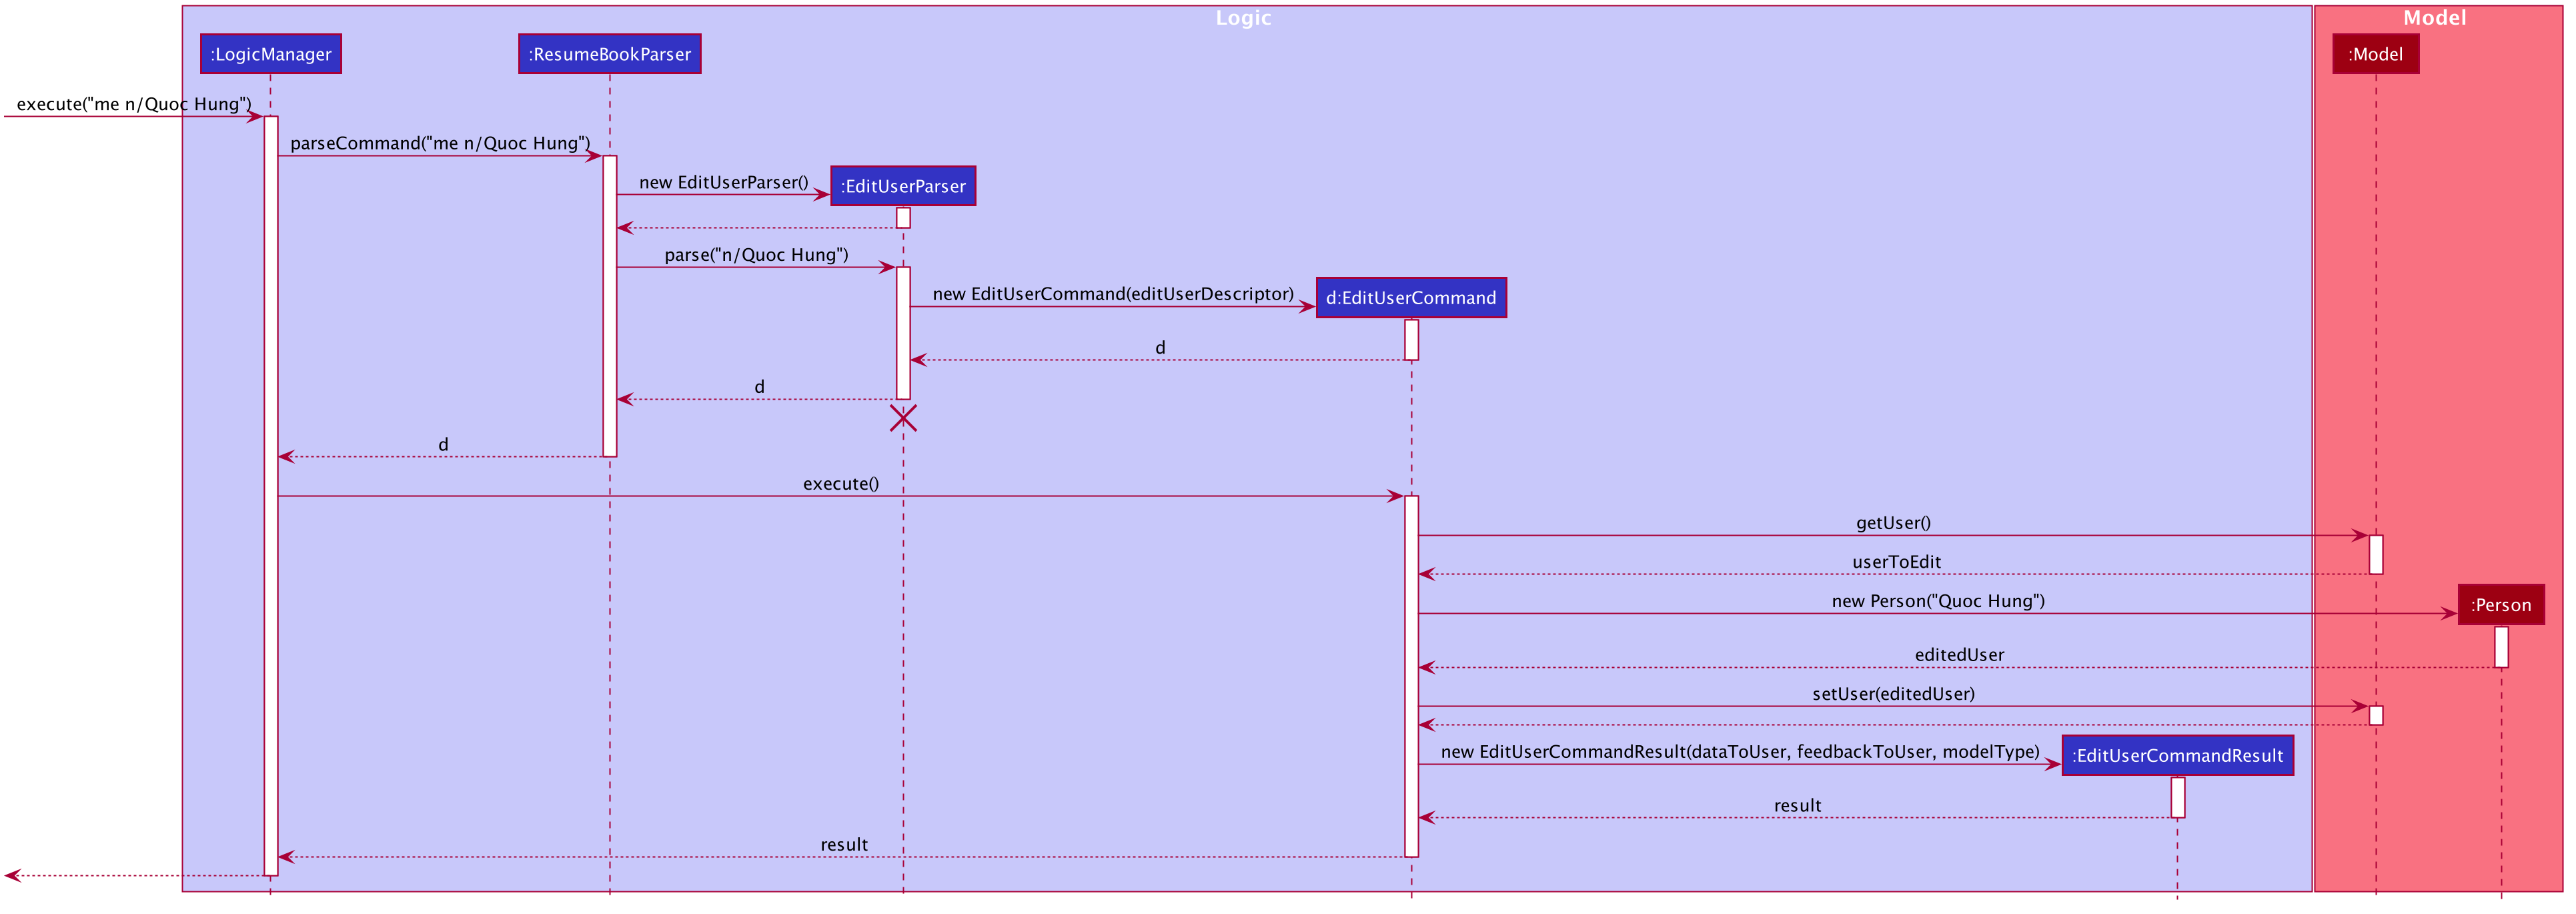 Logic
Model
:LogicManager
:ResumeBookParser
:Model
execute("me n/Quoc Hung")
parseCommand("me n/Quoc Hung")
new EditUserParser()
:EditUserParser
parse("n/Quoc Hung")
new EditUserCommand(editUserDescriptor)
d:EditUserCommand
d
d
d
execute()
getUser()
userToEdit
new Person("Quoc Hung")
:Person
editedUser
setUser(editedUser)
new EditUserCommandResult(dataToUser, feedbackToUser, modelType)
:EditUserCommandResult
result
result